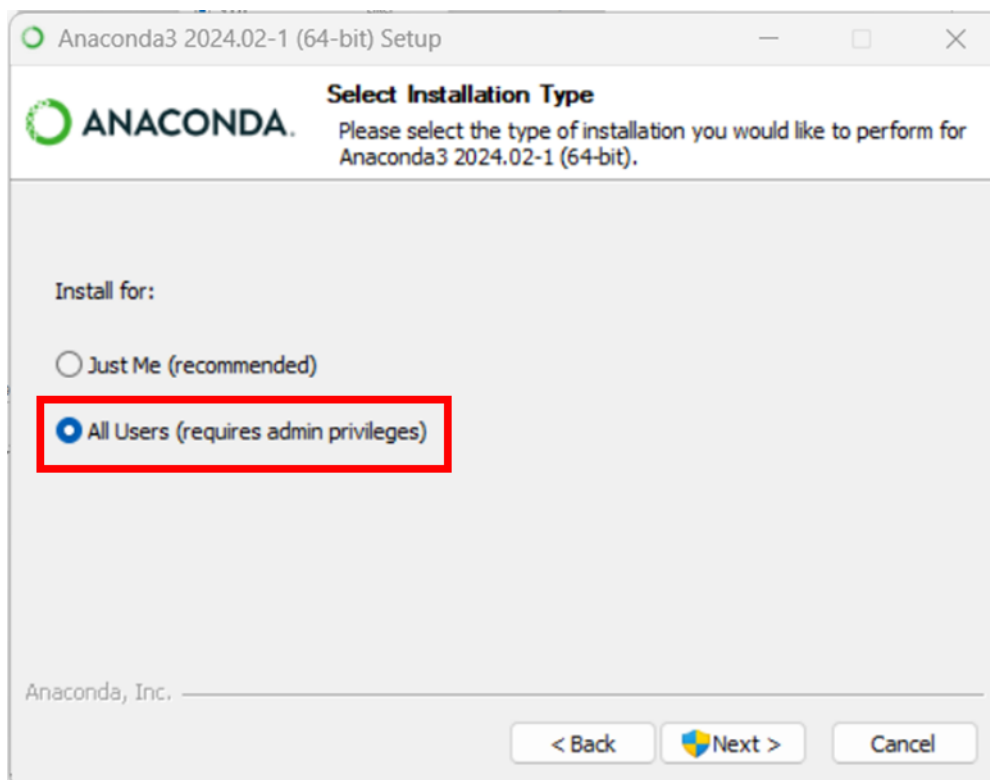 Anaconda3 2024.02-1 (64-bit) Setup
ANACONDA.
Select Installation Type
Please select the type of installation you would like to perform for
Anaconda3 2024.02-1 (64-bit).
Install for:
Just Me (recommended)
All Users (requires admin privileges)
Anaconda, Inc.
< Back
Next >
Cancel